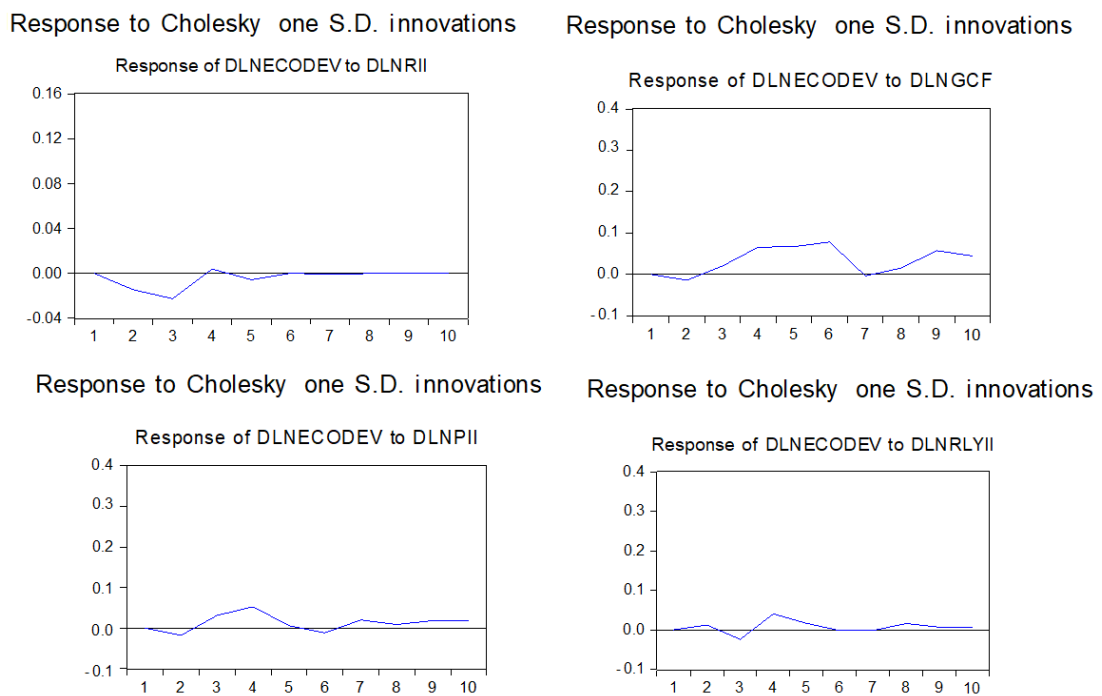 Response to Cholesky one S.D. innovations
Response of DLNECODEV to DLNRII
0.16
0.12
0.08
0.04
0.00
-0.04
1 2 3 4 5 6 7 8 9 10
Response to Cholesky one S.D. innovations
Response of DLNECODEV to DLNGCF
0.4
0.3
0.2
0.1
0.0
-0.1
1 2 3 4 5 6 7 8 9 10
Response to Cholesky one S.D. innovations
Response of DLNECODEV to DLNPII
0.4
0.3
0.2
0.1
0.0
-0.1
1 2 3 4 5 6 7 8 9 10
Response to Cholesky one S.D. innovations
Response of DLNECODEV to DLNRLYII
0.4
0.3
0.2
0.1
0.0
-0.1
1 2 3 4 5 6 7 8 9 10